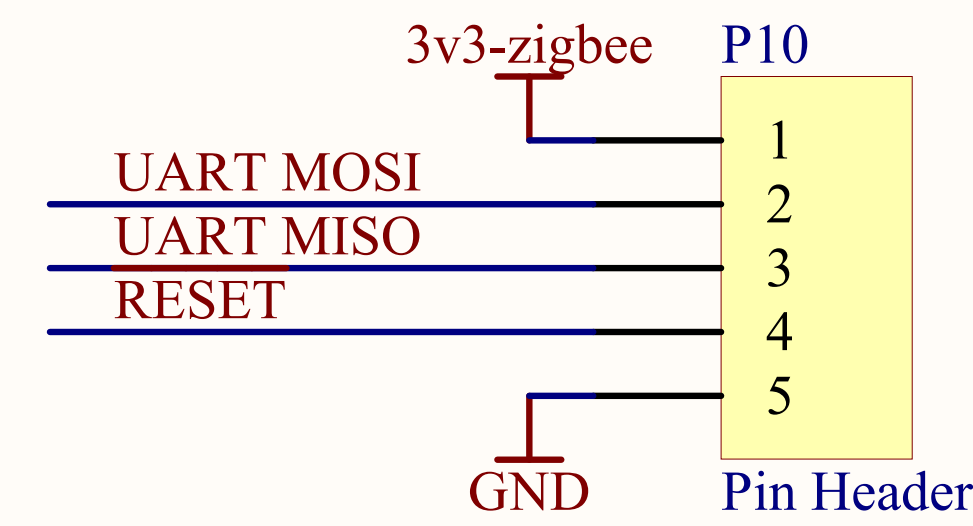 3v3-zigbee
P10
1
UART MOSI
2
UART MISO
3
RESET
4
5
GND
Pin Header